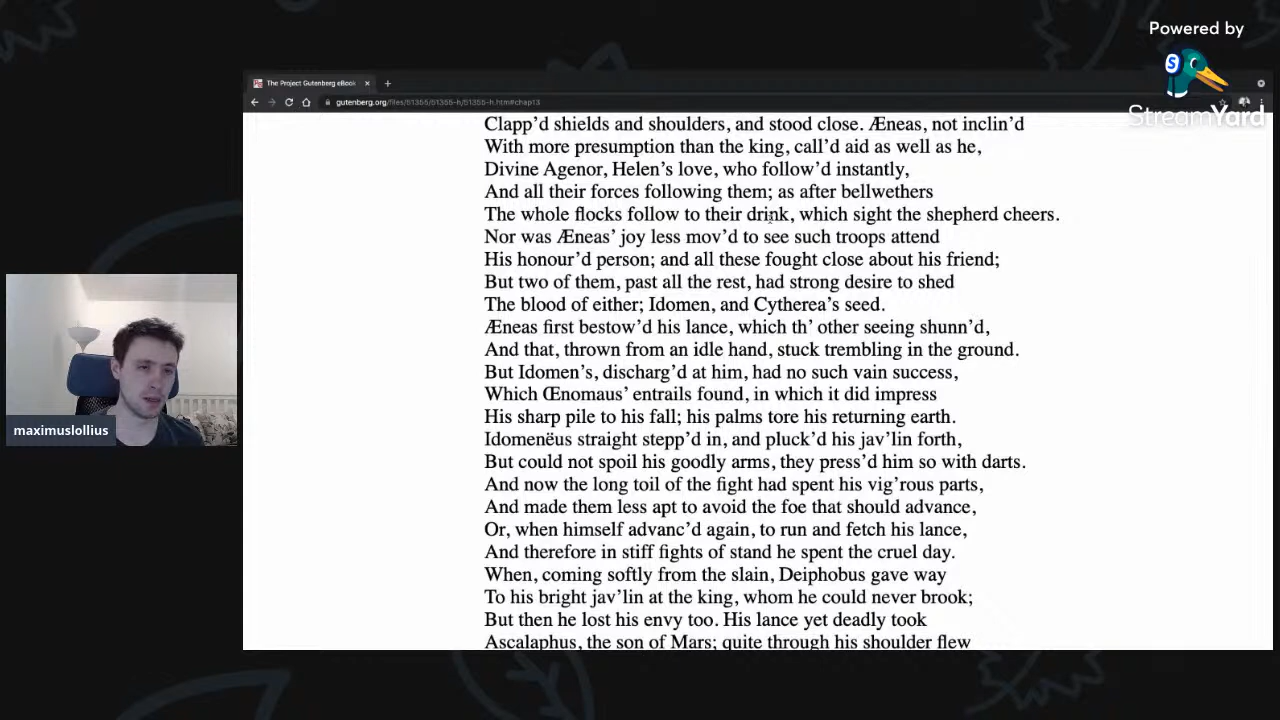 Powered by
StreamYard
The Project Gutenberg eBook
gutenberg.org/files/51355/51355-h/51355-h.htm#chap13
Clapp’d shields and shoulders, and stood close. Æneas, not inclin’d
With more presumption than the king, call’d aid as well as he,
Divine Agenor, Helen’s love, who follow’d instantly,
And all their forces following them; as after bellwethers
The whole flocks follow to their drink, which sight the shepherd cheers.
Nor was Æneas’ joy less mov’d to see such troops attend
His honour’d person; and all these fought close about his friend;
But two of them, past all the rest, had strong desire to shed
The blood of either; Idomen, and Cytherea’s seed.
Æneas first bestow’d his lance, which th’ other seeing shunn’d,
And that, thrown from an idle hand, stuck trembling in the ground.
But Idomen’s, discharg’d at him, had no such vain success,
Which Œnomaus’ entrails found, in which it did impress
His sharp pile to his fall; his palms tore his returning earth.
Idomenëus straight stepp’d in, and pluck’d his jav’lin forth,
But could not spoil his goodly arms, they press’d him so with darts.
And now the long toil of the fight had spent his vig’rous parts,
And made them less apt to avoid the foe that should advance,
Or, when himself advanc’d again, to run and fetch his lance,
And therefore in stiff fights of stand he spent the cruel day.
When, coming softly from the slain, Deiphobus gave way
To his bright jav’lin at the king, whom he could never brook;
But then he lost his envy too. His lance yet deadly took
Ascalaphus, the son of Mars; quite through his shoulder flew
maximuslollius